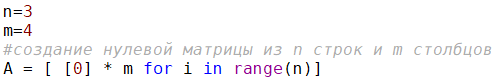 n=3
m=4
#создание нулевой матрицы из n строк и m столбцов
A = [ [0] * m for i in range(n)]